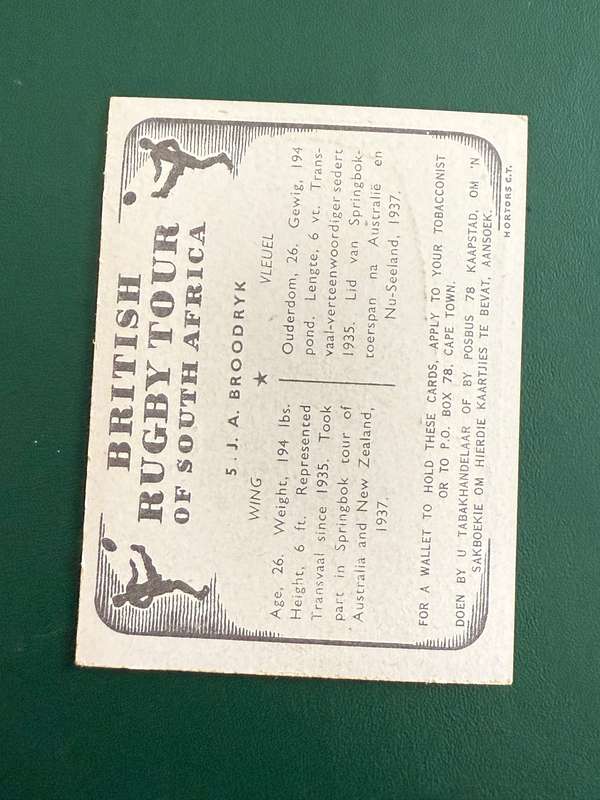 BRITISH
RUGBY TOUR
OF SOUTH AFRICA
5. J. A. BROODRYK
WING
Age, 26. Weight, 194 lbs.
Height, 6 ft. Represented
Transvaal since 1935. Took
part in Springbok tour of
Australia and New Zealand,
1937.
VLEUEL
Ouderdom, 26. Gewig, 194
pond. Lengte, 6 vt. Trans-
vaal-verteenwoordiger sedert
1935. Lid van Springbok-
toerspan na Australië en
Nu-Seeland, 1937.
FOR A WALLET TO HOLD THESE CARDS, APPLY TO YOUR TOBACCONIST
OR TO P.O. BOX 78, CAPE TOWN.
DOEN BY U TABAKHANDELAAR OF BY POSBUS 78 KAAPSTAD, OM 'N
SAKBOEKIE OM HIERDIE KAARTJIES TE BEVAT, AANSOEK.
HORTORS C.T.